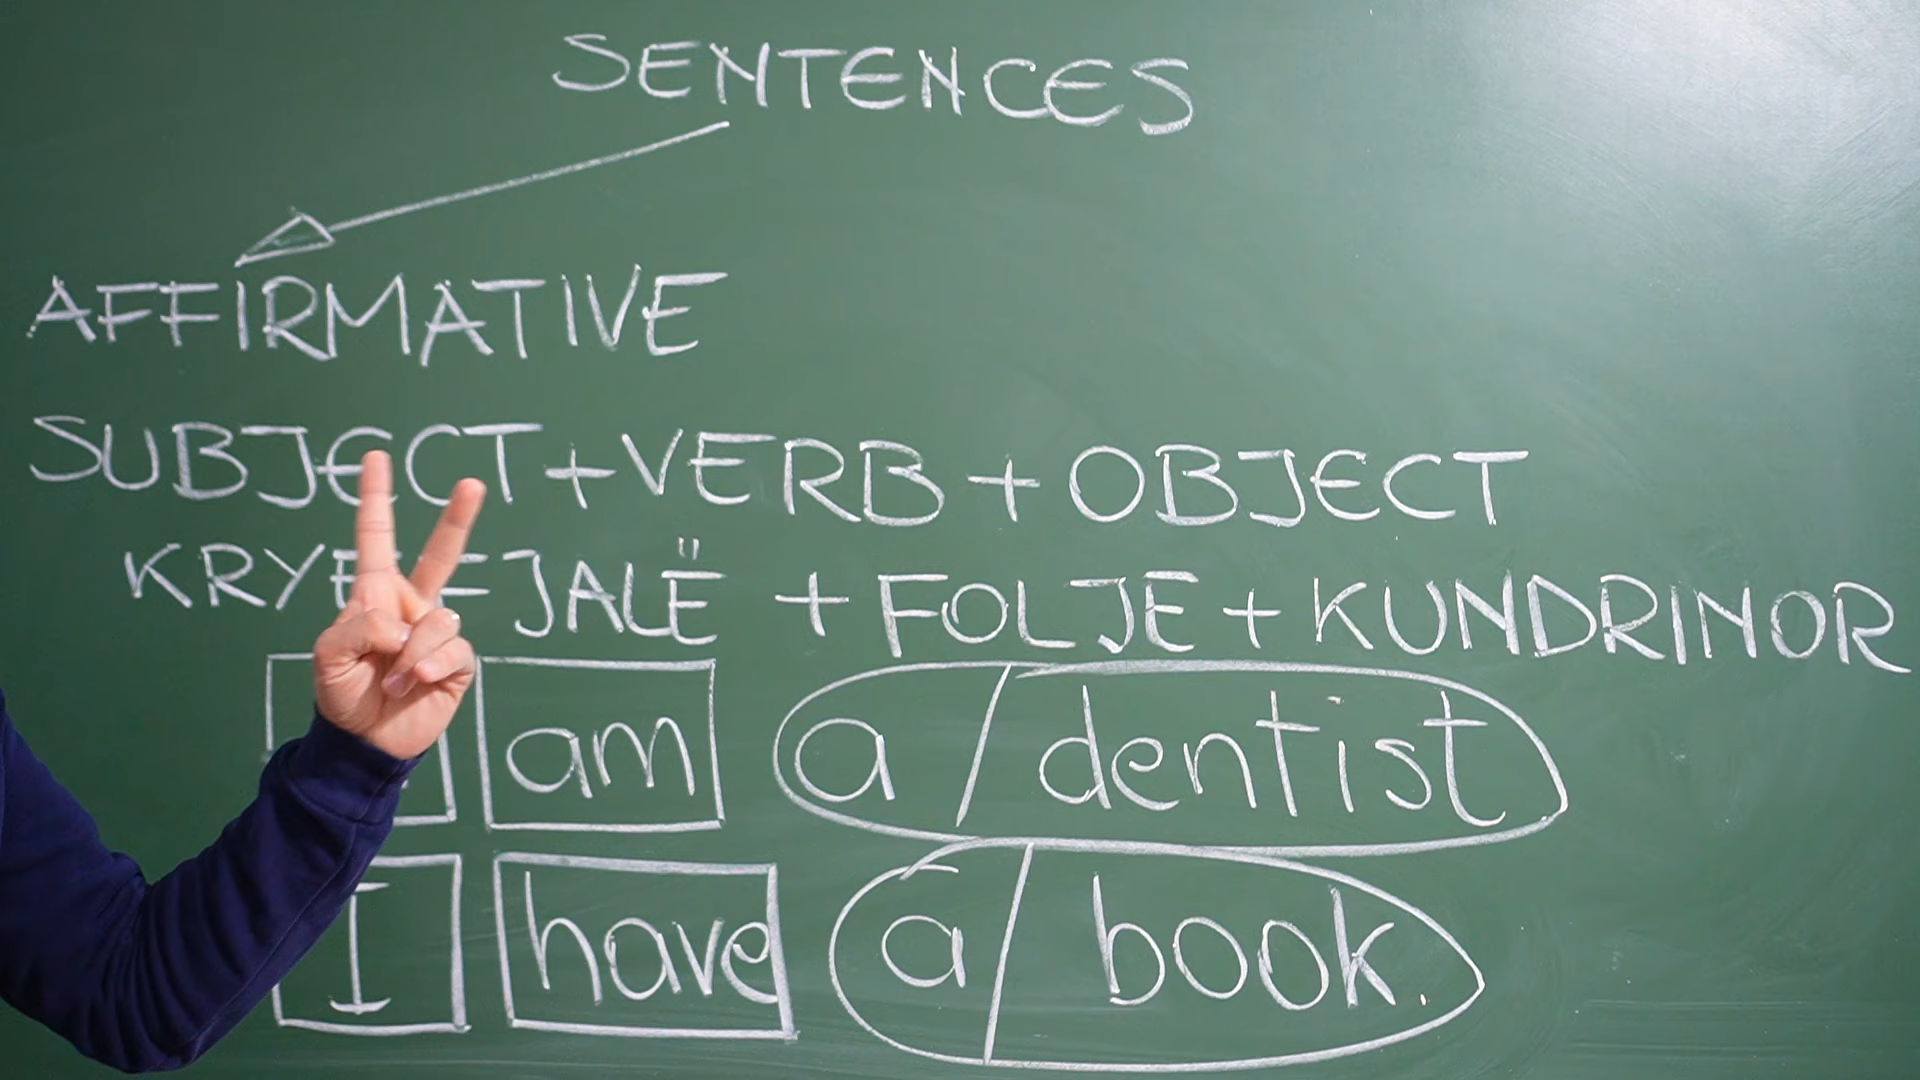 SENTENCES
AFFIRMATIVE
SUBJECT + VERB + OBJECT
+ FOLJE + KUNDRINOR
am a / dentist
I have a / book.